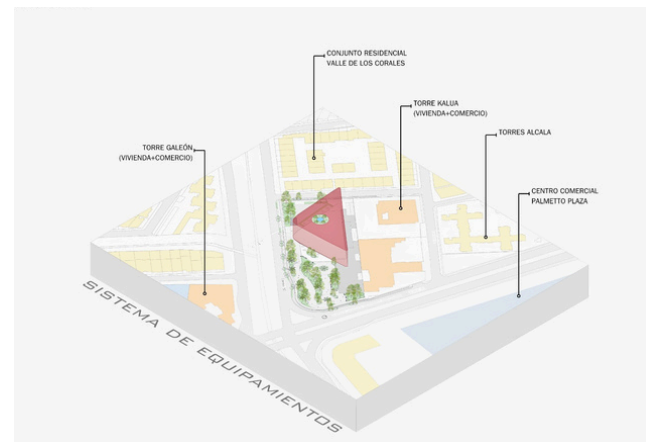 CONJUNTO RESIDENCIAL
VALLE DE LOS CORALES
TORRE KALUA
(VIVIENDA+COMERCIO)
TORRES ALCALA
TORRE GALEÓN
(VIVIENDA+COMERCIO)
CENTRO COMERCIAL
PALMETTO PLAZA
SISTEMA DE EQUIPAMIENTOS